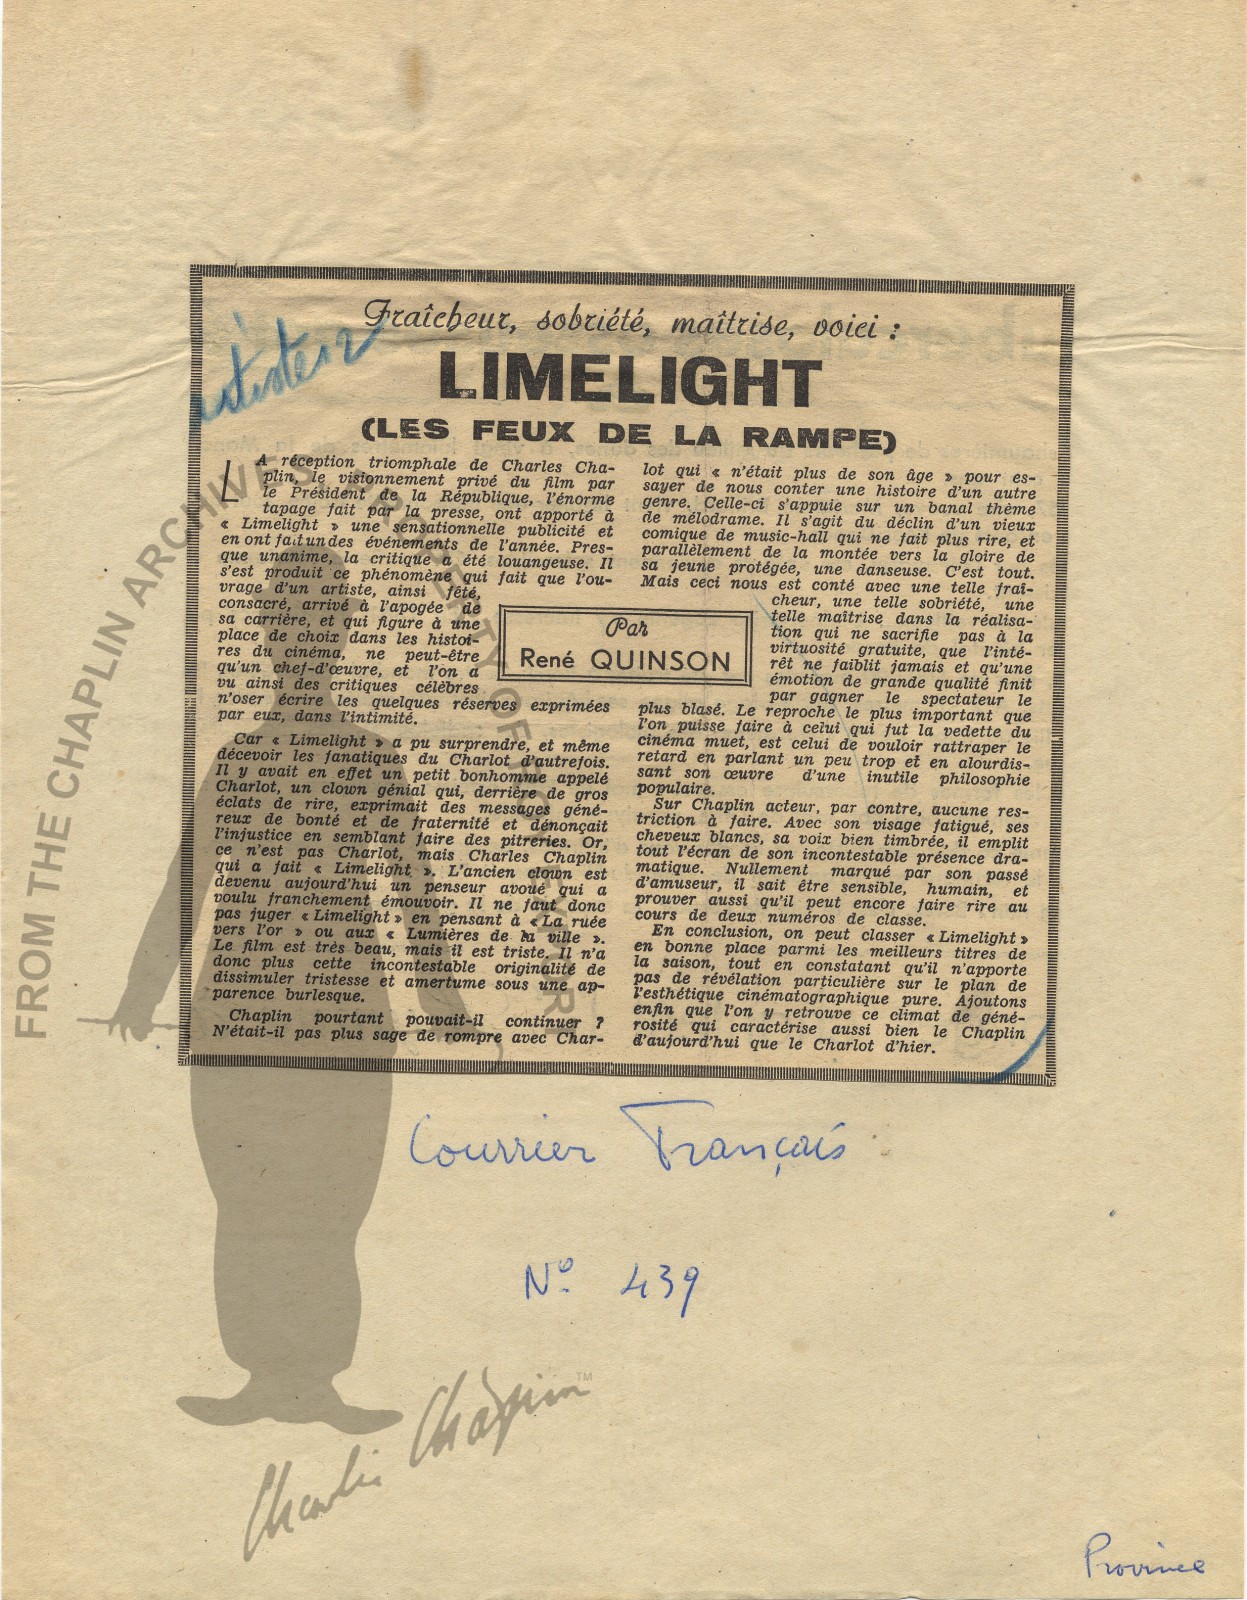 Fraîcheur, sobriété, maîtrise, voici :
LIMELIGHT
(LES FEUX DE LA RAMPE)
LA réception triomphale de Charles Cha-
plin, le visionnement privé du film par
le Président de la République, l'énorme
tapage fait par la presse, ont apporté à
« Limelight » une sensationnelle publicité et
en ont fait un des événements de l'année. Pres-
que unanime, la critique a été louangeuse. Il
s'est produit ce phénomène qui fait que l'ou-
vrage d'un artiste, ainsi fêté,
consacré, arrivé à l'apogée de
sa carrière, et qui figure à une
place de choix dans les histoi-
res du cinéma, ne peut-être
qu'un chef-d'œuvre, et l'on a
vu ainsi des critiques célèbres
n'oser écrire les quelques réserves exprimées
par eux, dans l'intimité.
Car « Limelight » a pu surprendre, et même
décevoir les fanatiques du Charlot d'autrefois.
Il y avait en effet un petit bonhomme appelé
Charlot, un clown génial qui, derrière de gros
éclats de rire, exprimait des messages géné-
reux de bonté et de fraternité et dénonçait
l'injustice en semblant faire des pitreries. Or,
ce n'est pas Charlot, mais Charles Chaplin
qui a fait « Limelight ». L'ancien clown est
devenu aujourd'hui un penseur avoué qui a
voulu franchement émouvoir. Il ne faut donc
pas juger « Limelight » en pensant à « La ruée
vers l'or » ou aux « Lumières de la ville ».
Le film est très beau, mais il est triste. Il n'a
donc plus cette incontestable originalité de
dissimuler tristesse et amertume sous une ap-
parence burlesque.
Chaplin pourtant pouvait-il continuer ?
N'était-il pas plus sage de rompre avec Char-
Par
René QUINSON
lot qui « n'était plus de son âge » pour es-
sayer de nous conter une histoire d'un autre
genre. Celle-ci s'appuie sur un banal thème
de mélodrame. Il s'agit du déclin d'un vieux
comique de music-hall qui ne fait plus rire, et
parallèlement de la montée vers la gloire de
sa jeune protégée, une danseuse. C'est tout.
Mais ceci nous est conté avec une telle fraî-
cheur, une telle sobriété, une
telle maîtrise dans la réalisa-
tion qui ne sacrifie pas à la
virtuosité gratuite, que l'inté-
rêt ne faiblit jamais et qu'une
émotion de grande qualité finit
par gagner le spectateur le
plus blasé. Le reproche le plus important que
l'on puisse faire à celui qui fut la vedette du
cinéma muet, est celui de vouloir rattraper le
retard en parlant un peu trop et en alourdis-
sant son œuvre d'une inutile philosophie
populaire.
Sur Chaplin acteur, par contre, aucune res-
triction à faire. Avec son visage fatigué, ses
cheveux blancs, sa voix bien timbrée, il emplit
tout l'écran de son incontestable présence dra-
matique. Nullement marqué par son passé
d'amuseur, il sait être sensible, humain, et
prouver aussi qu'il peut encore faire rire au
cours de deux numéros de classe.
En conclusion, on peut classer « Limelight »
en bonne place parmi les meilleurs titres de
la saison, tout en constatant qu'il n'apporte
pas de révélation particulière sur le plan de
l'esthétique cinématographique pure. Ajoutons
enfin que l'on y retrouve ce climat de géné-
rosité qui caractérise aussi bien le Chaplin
d'aujourd'hui que le Charlot d'hier.
Courrier Français
N° 439
Province
FROM THE CHAPLIN ARCHIVES
PROPERTY OF
Charlie Chaplin™